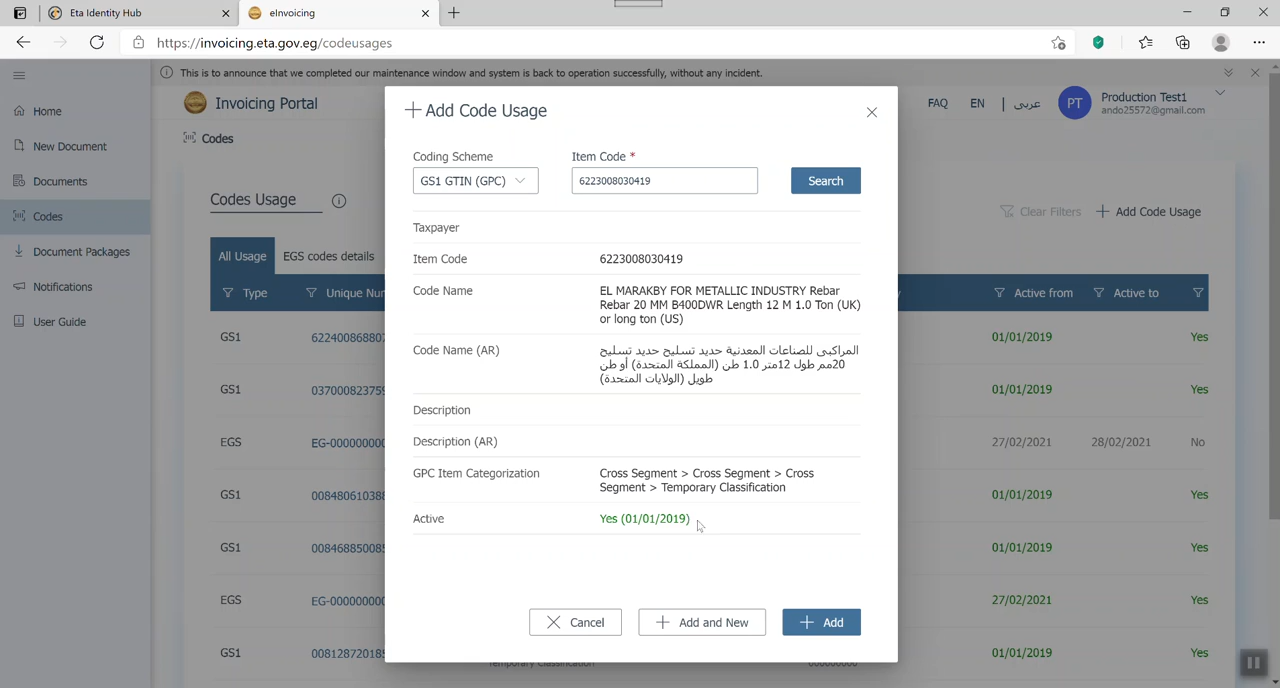 Eta Identity Hub
eInvoicing
https://invoicing.eta.gov.eg/codeusages
This is to announce that we completed our maintenance window and system is back to operation successfully, without any incident.
Invoicing Portal
FAQ
EN
عربى
PT
Production Test1
ando25572@gmail.com
Home
New Document
Documents
Codes
Document Packages
Notifications
User Guide
Codes
Codes Usage
Clear Filters
Add Code Usage
All Usage
EGS codes details
Type
Unique Nu
Active from
Active to
GS1
622400868807
01/01/2019
Yes
GS1
037000823759
01/01/2019
Yes
EGS
EG-000000000
27/02/2021
28/02/2021
No
GS1
008480610388
01/01/2019
Yes
GS1
008468850085
01/01/2019
Yes
EGS
EG-000000000
27/02/2021
Yes
GS1
008128720185
01/01/2019
Yes
Add Code Usage
Coding Scheme
Item Code *
GS1 GTIN (GPC)
6223008030419
Search
Taxpayer
Item Code
6223008030419
Code Name
EL MARAKBY FOR METALLIC INDUSTRY Rebar
Rebar 20 MM B400DWR Length 12 M 1.0 Ton (UK)
or long ton (US)
Code Name (AR)
المراكبى للصناعات المعدنية حديد تسليح حديد تسليح
20مم طول 12متر 1.0 طن (المملكة المتحدة) أو طن
طويل (الولايات المتحدة)
Description
Description (AR)
GPC Item Categorization
Cross Segment > Cross Segment > Cross
Segment > Temporary Classification
Active
Yes (01/01/2019)
Cancel
Add and New
Add